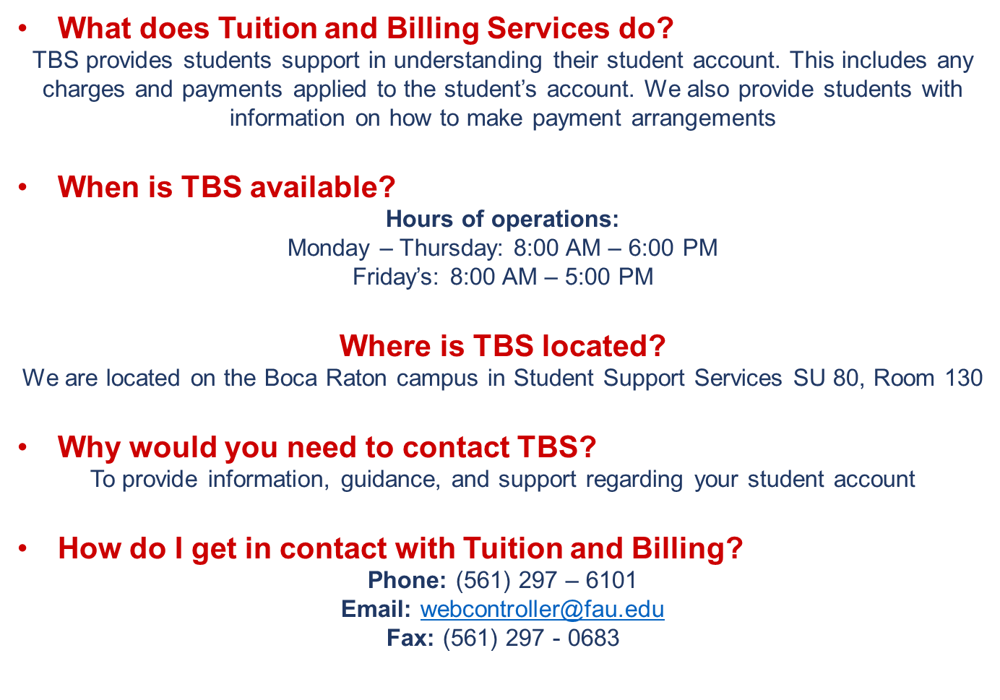 • What does Tuition and Billing Services do?
TBS provides students support in understanding their student account. This includes any
charges and payments applied to the student’s account. We also provide students with
information on how to make payment arrangements
• When is TBS available?
Hours of operations:
Monday – Thursday: 8:00 AM – 6:00 PM
Friday’s: 8:00 AM – 5:00 PM
Where is TBS located?
We are located on the Boca Raton campus in Student Support Services SU 80, Room 130
• Why would you need to contact TBS?
To provide information, guidance, and support regarding your student account
• How do I get in contact with Tuition and Billing?
Phone: (561) 297 – 6101
Email: webcontroller@fau.edu
Fax: (561) 297 - 0683